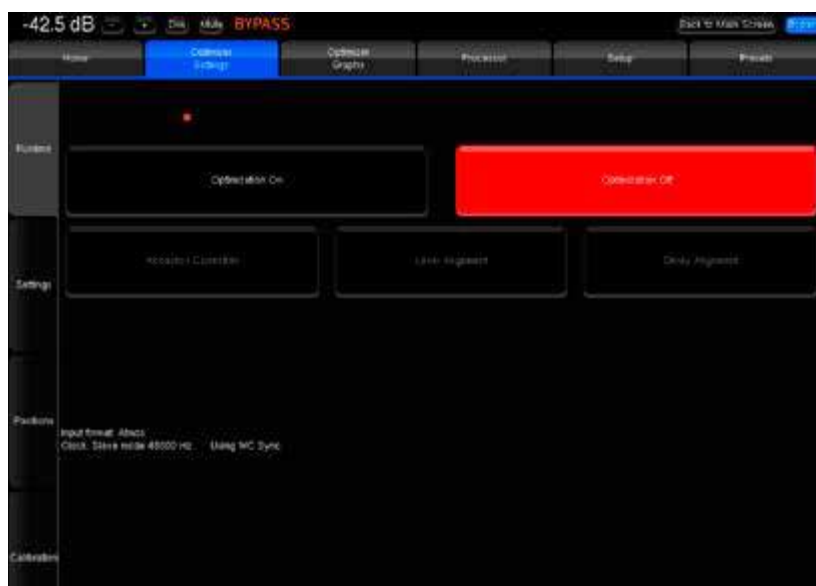 -42.5 dB - + Dim Mute BYPASS Back to Main Screen Bypass
Home Optimizer Settings Optimizer Graphs Processor Setup Presets
Runtime
Optimization On Optimization Off
Acoustics Correction Level Alignment Delay Alignment
Settings
Positions
Input format: Atmos
Clock: Slave mode 48000 Hz. Using WC Sync.
Calibration